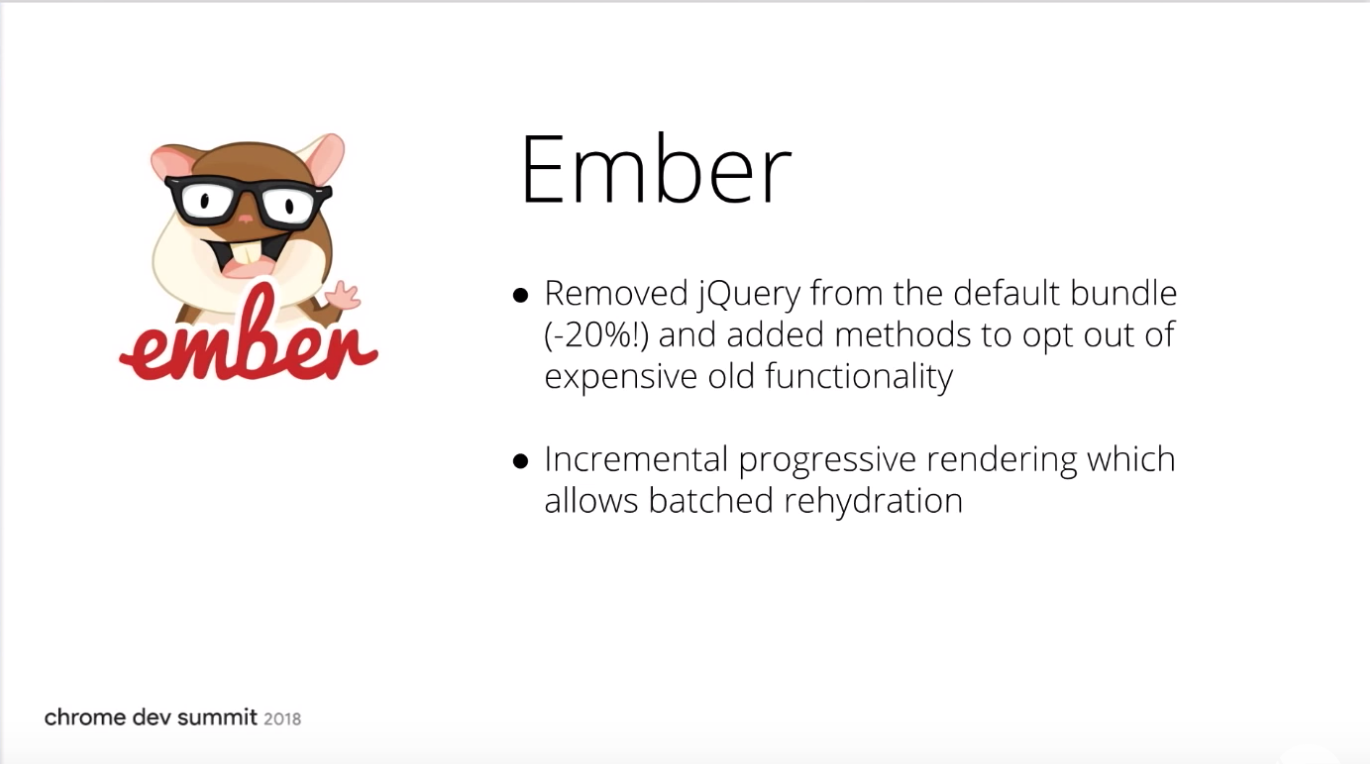 ember
Ember
● Removed jQuery from the default bundle
(-20%!) and added methods to opt out of
expensive old functionality
● Incremental progressive rendering which
allows batched rehydration
chrome dev summit 2018